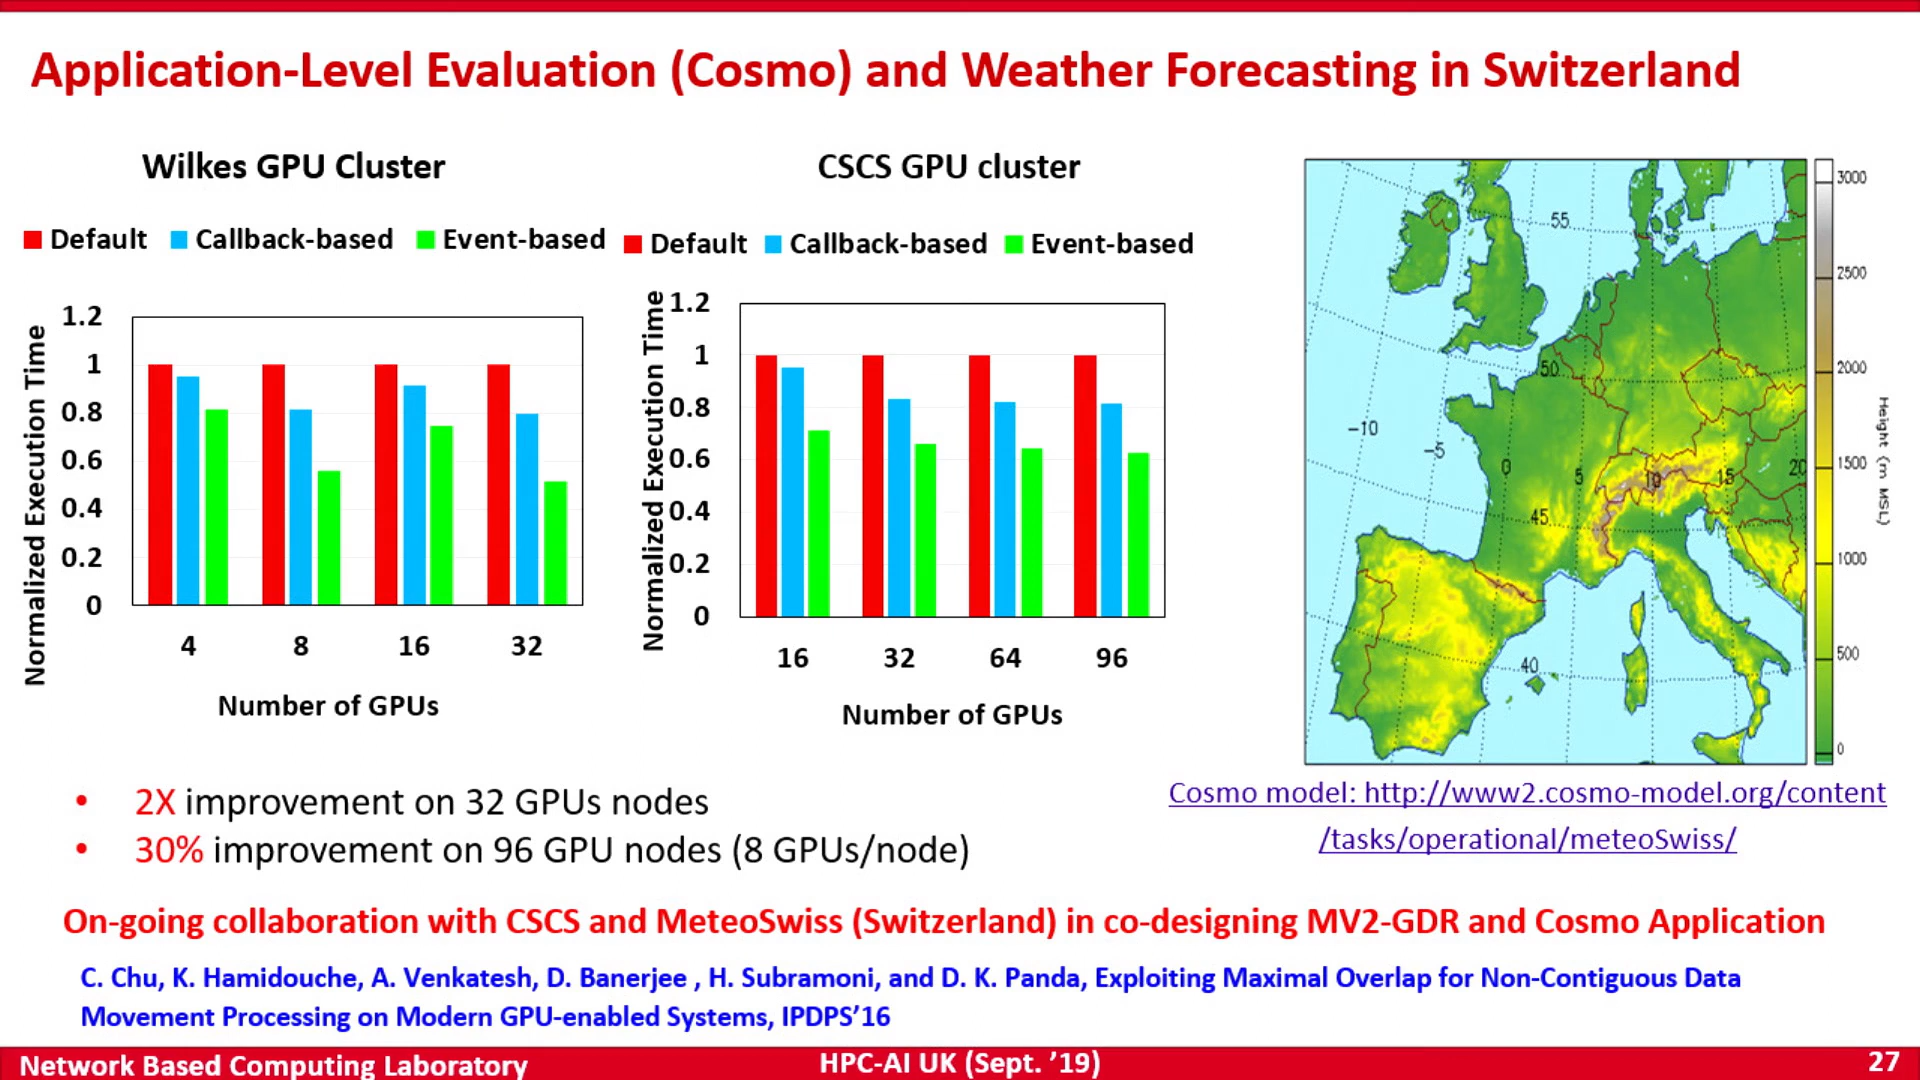 Application-Level Evaluation (Cosmo) and Weather Forecasting in Switzerland
Wilkes GPU Cluster
Default Callback-based Event-based
Normalized Execution Time
1.2
1
0.8
0.6
0.4
0.2
0
4 8 16 32
Number of GPUs
CSCS GPU cluster
Default Callback-based Event-based
Normalized Execution Time
1.2
1
0.8
0.6
0.4
0.2
0
16 32 64 96
Number of GPUs
55
50
-10
-5
0
5
10
15
20
45
40
3000
2500
2000
1500
1000
500
0
Height (m MSL)
Cosmo model: http://www2.cosmo-model.org/content
/tasks/operational/meteoSwiss/
• 2X improvement on 32 GPUs nodes
• 30% improvement on 96 GPU nodes (8 GPUs/node)
On-going collaboration with CSCS and MeteoSwiss (Switzerland) in co-designing MV2-GDR and Cosmo Application
C. Chu, K. Hamidouche, A. Venkatesh, D. Banerjee , H. Subramoni, and D. K. Panda, Exploiting Maximal Overlap for Non-Contiguous Data
Movement Processing on Modern GPU-enabled Systems, IPDPS’16
Network Based Computing Laboratory
HPC-AI UK (Sept. ’19)
27